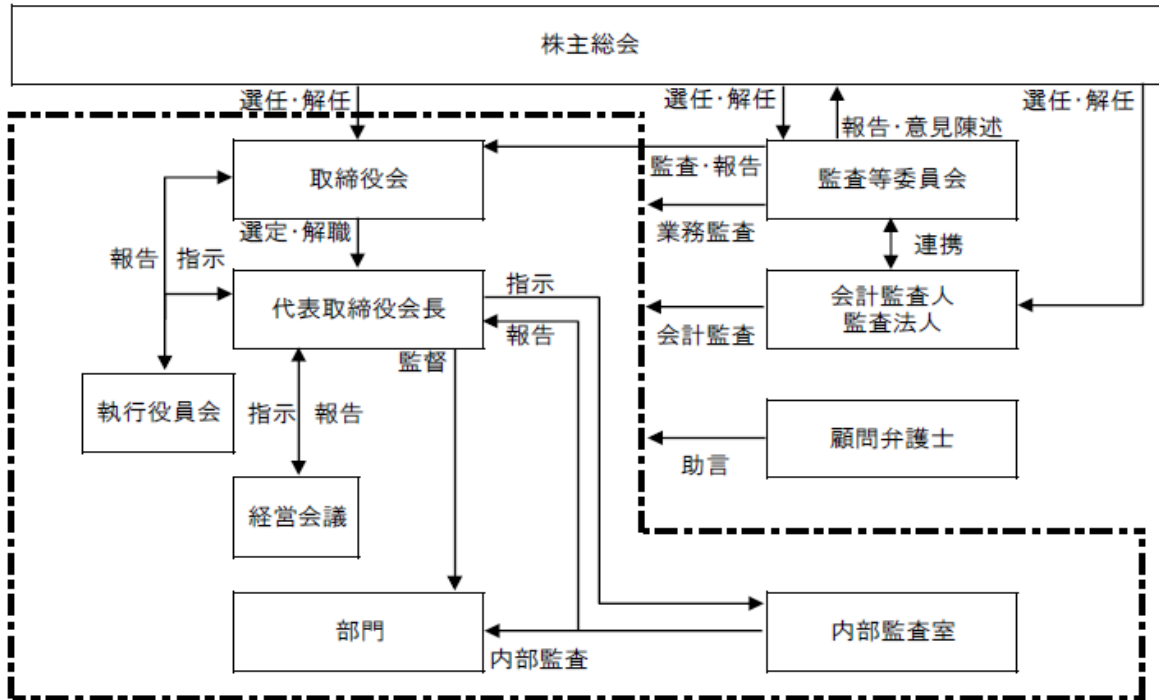 株主総会
選任・解任
選任・解任
選任・解任
報告・意見陳述
取締役会
監査・報告
監査等委員会
選定・解職
業務監査
連携
報告
指示
代表取締役会長
指示
報告
会計監査
会計監査人
監査法人
監督
執行役員会
指示
報告
顧問弁護士
助言
経営会議
部門
内部監査
内部監査室